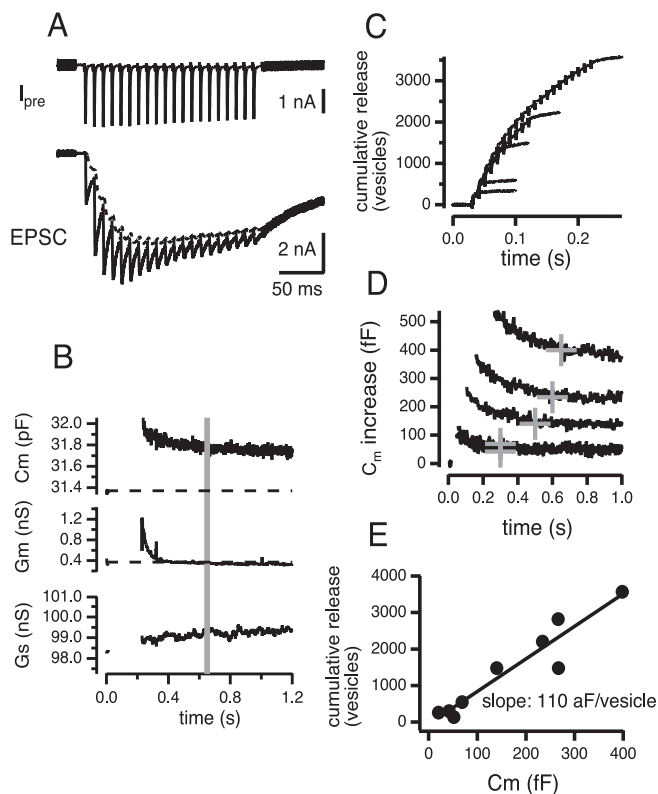 A
I pre
1 nA
EPSC
2 nA
50 ms
B
Cm (pF)
32.0
31.8
31.6
31.4
Gm (nS)
1.2
0.4
Gs (nS)
101.0
99.0
98.0
0.0 0.4 0.8 1.2
time (s)
C
cumulative release
(vesicles)
3000
2000
1000
0
0.0 0.1 0.2
time (s)
D
Cm increase (fF)
500
400
300
200
100
0
0.0 0.2 0.4 0.6 0.8 1.0
time (s)
E
cumulative release
(vesicles)
4000
3000
2000
1000
0
slope: 110 aF/vesicle
0 100 200 300 400
Cm (fF)